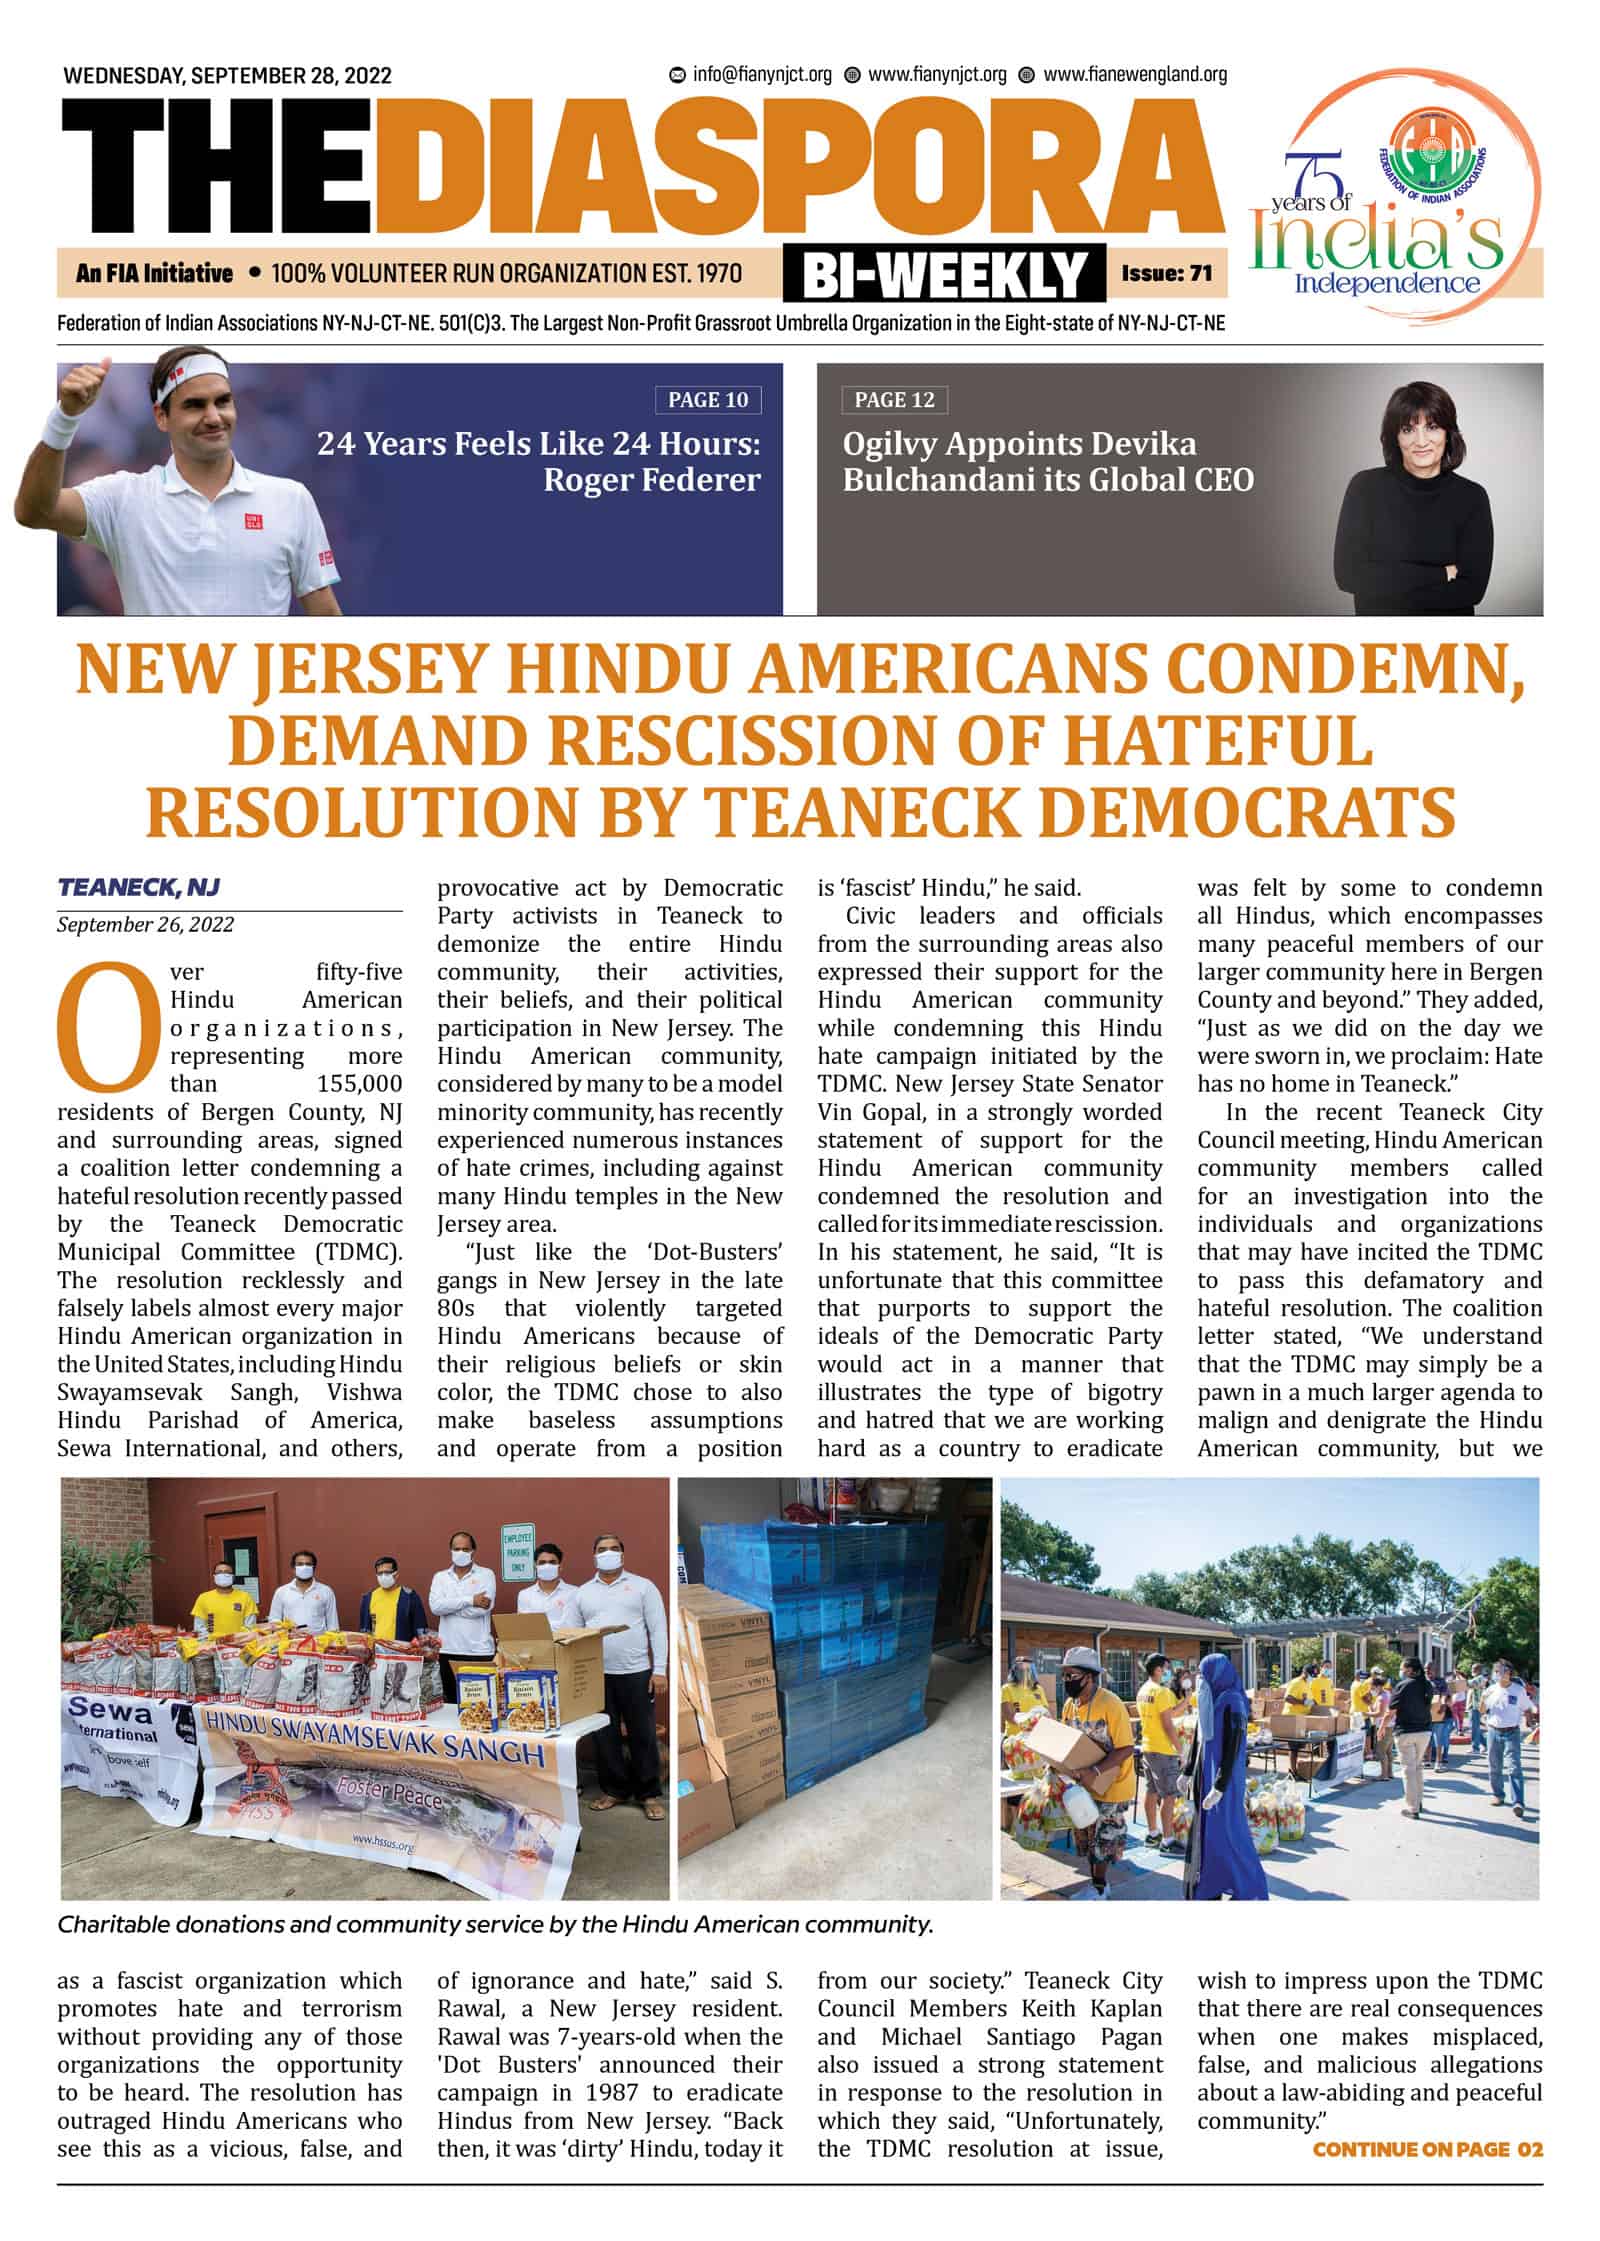 WEDNESDAY, SEPTEMBER 28, 2022
info@fianynjct.org www.fianynjct.org www.fianewengland.org
THEDIASPORA
An FIA Initiative • 100% VOLUNTEER RUN ORGANIZATION EST. 1970
BI-WEEKLY
Issue: 71
Federation of Indian Associations NY-NJ-CT-NE. 501(C)3. The Largest Non-Profit Grassroot Umbrella Organization in the Eight-state of NY-NJ-CT-NE
75
years of
India's
Independence
FIA
FEDERATION OF INDIAN ASSOCIATIONS
PAGE 10
24 Years Feels Like 24 Hours:
Roger Federer
UNI
QLO
PAGE 12
Ogilvy Appoints Devika
Bulchandani its Global CEO
NEW JERSEY HINDU AMERICANS CONDEMN,
DEMAND RESCISSION OF HATEFUL
RESOLUTION BY TEANECK DEMOCRATS
TEANECK, NJ
September 26, 2022
Over fifty-five
Hindu American
organizations,
representing more
than 155,000
residents of Bergen County, NJ
and surrounding areas, signed
a coalition letter condemning a
hateful resolution recently passed
by the Teaneck Democratic
Municipal Committee (TDMC).
The resolution recklessly and
falsely labels almost every major
Hindu American organization in
the United States, including Hindu
Swayamsevak Sangh, Vishwa
Hindu Parishad of America,
Sewa International, and others,
as a fascist organization which
promotes hate and terrorism
without providing any of those
organizations the opportunity
to be heard. The resolution has
outraged Hindu Americans who
see this as a vicious, false, and
provocative act by Democratic
Party activists in Teaneck to
demonize the entire Hindu
community, their activities,
their beliefs, and their political
participation in New Jersey. The
Hindu American community,
considered by many to be a model
minority community, has recently
experienced numerous instances
of hate crimes, including against
many Hindu temples in the New
Jersey area.
“Just like the ‘Dot-Busters’
gangs in New Jersey in the late
80s that violently targeted
Hindu Americans because of
their religious beliefs or skin
color, the TDMC chose to also
make baseless assumptions
and operate from a position
of ignorance and hate,” said S.
Rawal, a New Jersey resident.
Rawal was 7-years-old when the
'Dot Busters' announced their
campaign in 1987 to eradicate
Hindus from New Jersey. “Back
then, it was ‘dirty’ Hindu, today it
is ‘fascist’ Hindu,” he said.
Civic leaders and officials
from the surrounding areas also
expressed their support for the
Hindu American community
while condemning this Hindu
hate campaign initiated by the
TDMC. New Jersey State Senator
Vin Gopal, in a strongly worded
statement of support for the
Hindu American community
condemned the resolution and
called for its immediate rescission.
In his statement, he said, “It is
unfortunate that this committee
that purports to support the
ideals of the Democratic Party
would act in a manner that
illustrates the type of bigotry
and hatred that we are working
hard as a country to eradicate
from our society.” Teaneck City
Council Members Keith Kaplan
and Michael Santiago Pagan
also issued a strong statement
in response to the resolution in
which they said, “Unfortunately,
the TDMC resolution at issue,
was felt by some to condemn
all Hindus, which encompasses
many peaceful members of our
larger community here in Bergen
County and beyond.” They added,
“Just as we did on the day we
were sworn in, we proclaim: Hate
has no home in Teaneck.”
In the recent Teaneck City
Council meeting, Hindu American
community members called
for an investigation into the
individuals and organizations
that may have incited the TDMC
to pass this defamatory and
hateful resolution. The coalition
letter stated, “We understand
that the TDMC may simply be a
pawn in a much larger agenda to
malign and denigrate the Hindu
American community, but we
wish to impress upon the TDMC
that there are real consequences
when one makes misplaced,
false, and malicious allegations
about a law-abiding and peaceful
community.”
CONTINUE ON PAGE 02
EMPLOYEE
PARKING
ONLY
Sewa
ternational
HINDU SWAYAMSEVAK SANGH
Foster Peace
HSS
www.hssus.org
Raisin
Bran
VINYL
VINYL
Charitable donations and community service by the Hindu American community.